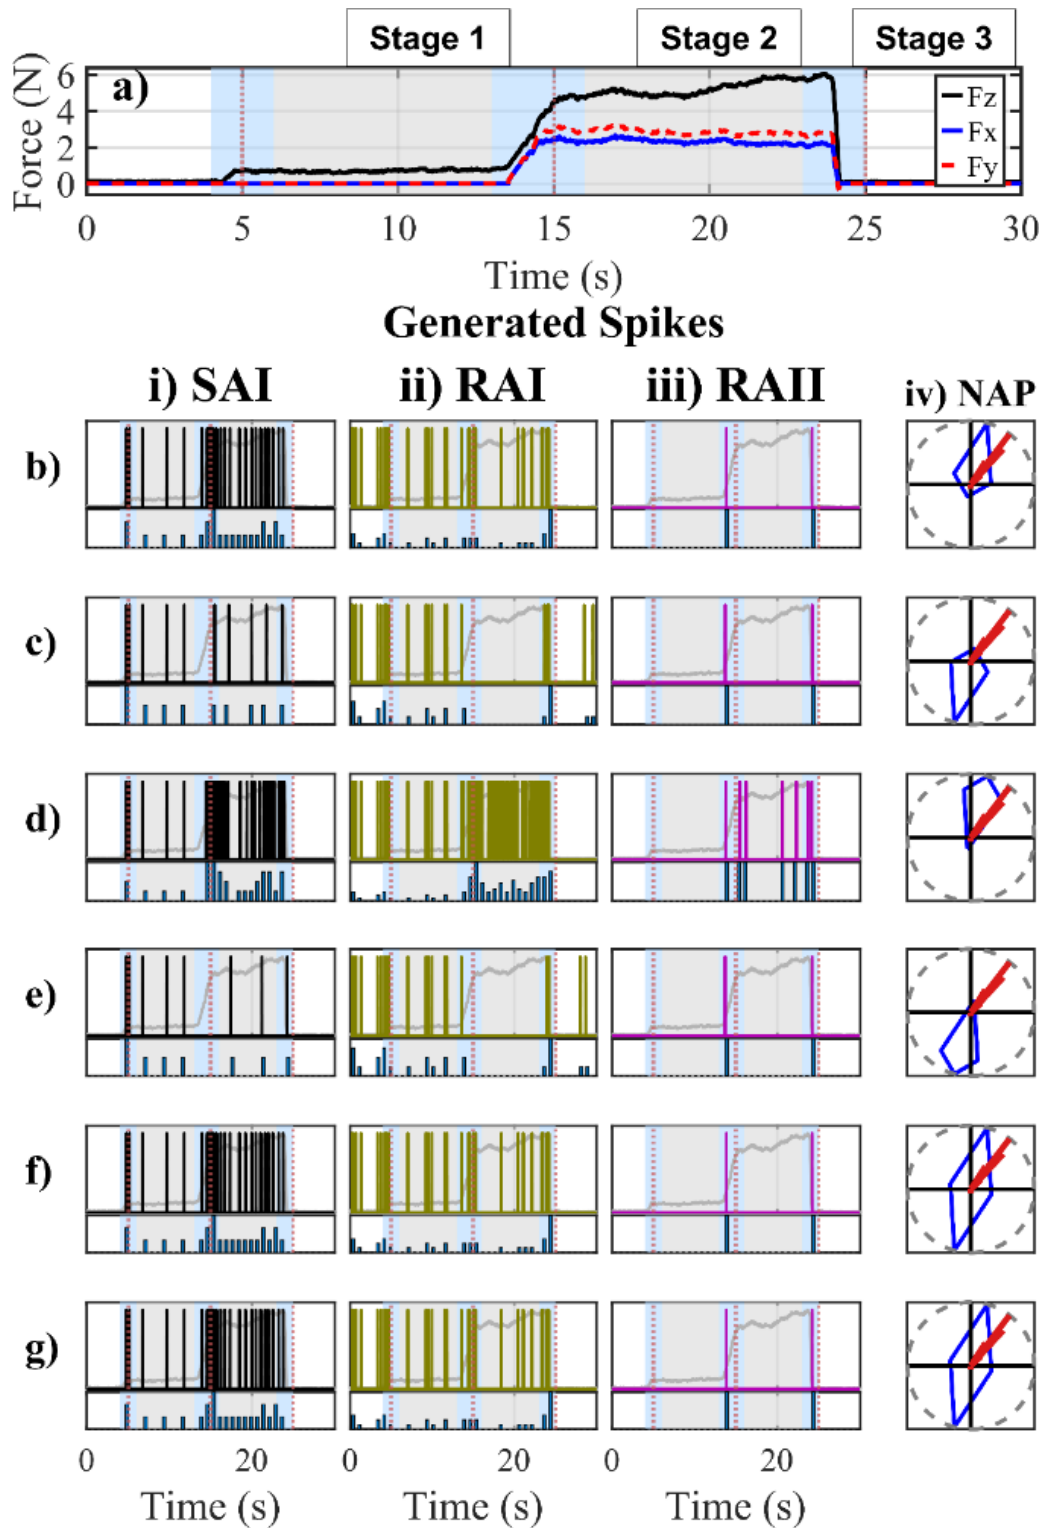 Stage 1 Stage 2 Stage 3
a)
Force (N)
6
4
2
0
Fz
Fx
Fy
0 5 10 15 20 25 30
Time (s)
Generated Spikes
i) SAI ii) RAI iii) RAII iv) NAP
b)
c)
d)
e)
f)
g)
0 20 0 20 0 20
Time (s) Time (s) Time (s)